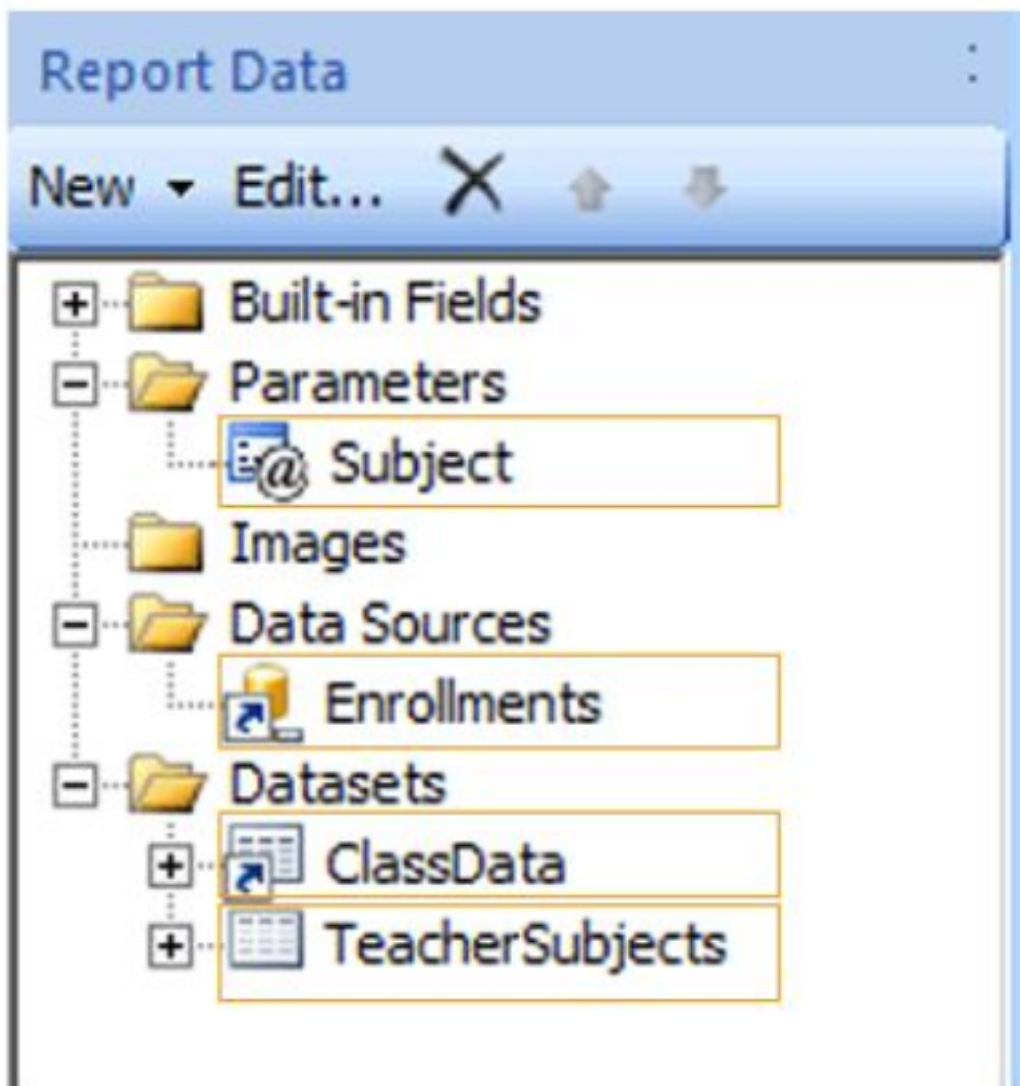 Report Data
New Edit...
Built-in Fields
Parameters
@ Subject
Images
Data Sources
Enrollments
Datasets
ClassData
TeacherSubjects